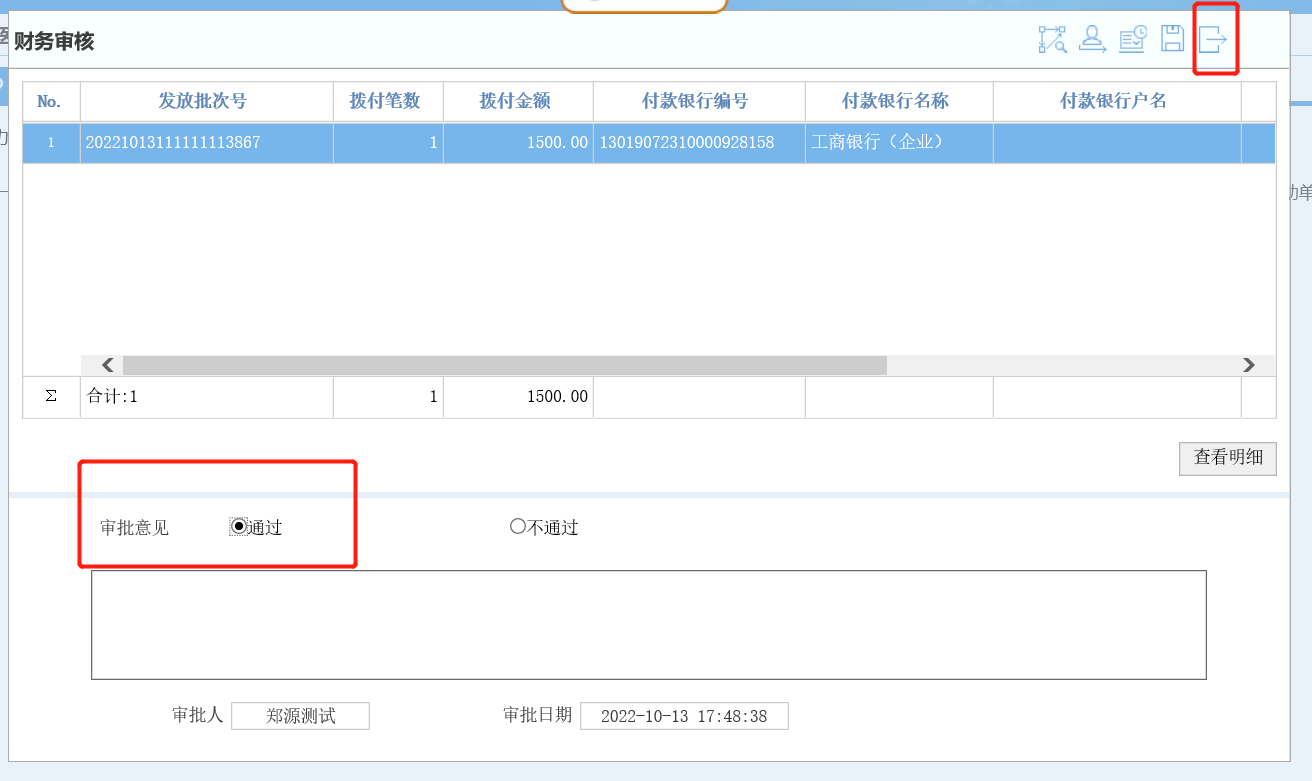 财务审核
No. 发放批次号 拨付笔数 拨付金额 付款银行编号 付款银行名称 付款银行户名
1 20221013111111113867 1 1500.00 13019072310000928158 工商银行（企业）
Σ 合计:1 1 1500.00
查看明细
审批意见 通过 不通过
审批人 郑源测试 审批日期 2022-10-13 17:48:38